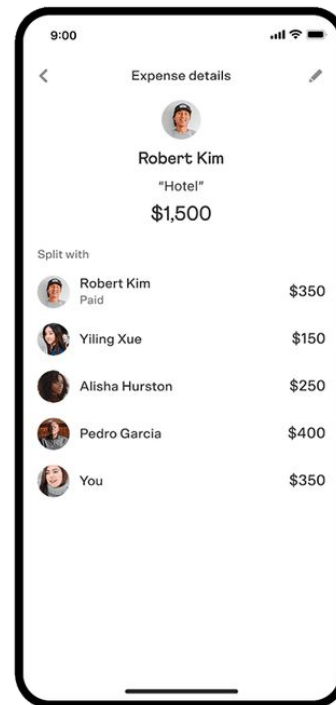 9:00
Expense details
Robert Kim
“Hotel”
$1,500
Split with
Robert Kim
Paid
$350
Yiling Xue
$150
Alisha Hurston
$250
Pedro Garcia
$400
You
$350